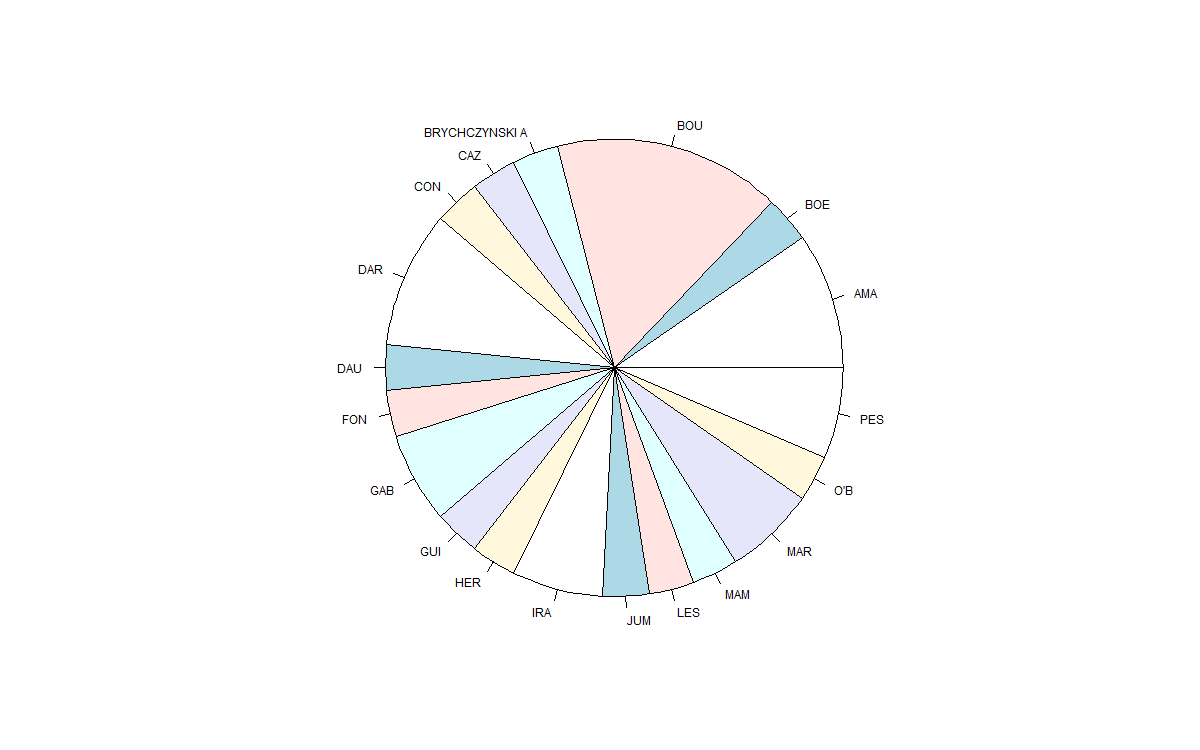 BOU
BRYCHCZYNSKI A
CAZ
CON
BOE
DAR
AMA
DAU
FON
PES
GAB
O'B
GUI
MAR
HER
MAM
IRA
LES
JUM